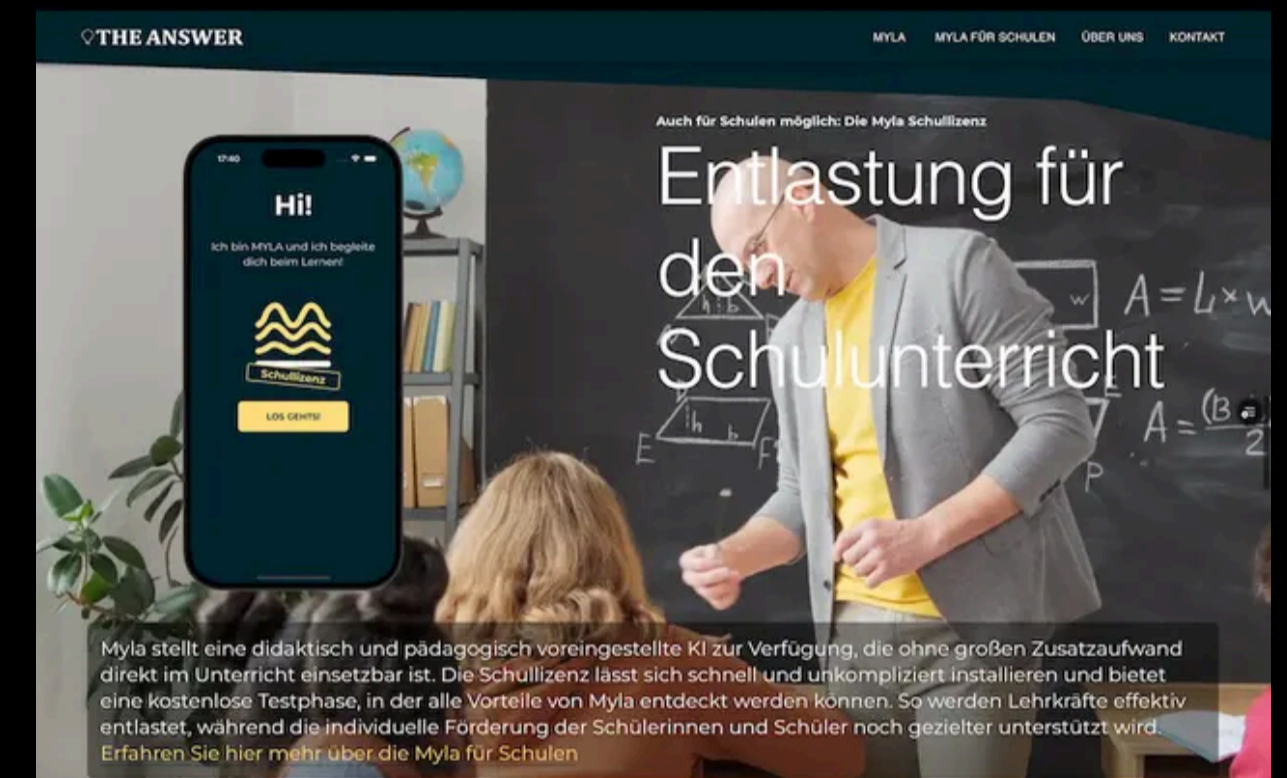 THE ANSWER
MYLA
MYLA FÜR SCHULEN
ÜBER UNS
KONTAKT
Auch für Schulen möglich: Die Myla Schullizenz
Entlastung für
den
Schulunterricht
17:40
Hi!
Ich bin MYLA und ich begleite
dich beim Lernen!
Schullizenz
LOS GEHTS!
h b
w
A = L × w
E
ih b
F
E
P
A = (B
2
Myla stellt eine didaktisch und pädagogisch voreingestellte KI zur Verfügung, die ohne großen Zusatzaufwand
direkt im Unterricht einsetzbar ist. Die Schullizenz lässt sich schnell und unkompliziert installieren und bietet
eine kostenlose Testphase, in der alle Vorteile von Myla entdeckt werden können. So werden Lehrkräfte effektiv
entlastet, während die individuelle Förderung der Schülerinnen und Schüler noch gezielter unterstützt wird.
Erfahren Sie hier mehr über die Myla für Schulen